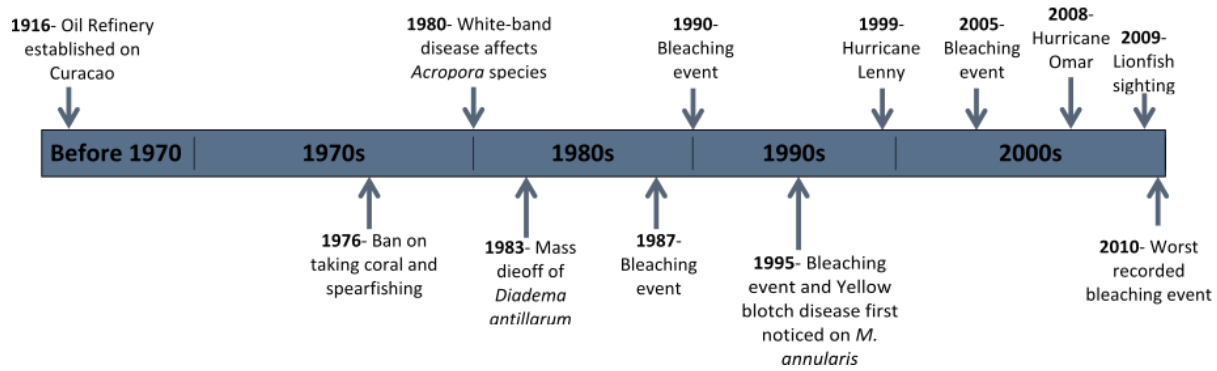 1916- Oil Refinery
established on
Curacao
1980- White-band
disease affects
Acropora species
1990-
Bleaching
event
1999-
Hurricane
Lenny
2005-
Bleaching
event
2008-
Hurricane
Omar
2009-
Lionfish
sighting
Before 1970
1970s
1980s
1990s
2000s
1976- Ban on
taking coral and
spearfishing
1983- Mass
dieoff of
Diadema
antillarum
1987-
Bleaching
event
1995- Bleaching
event and Yellow
blotch disease first
noticed on M.
annularis
2010- Worst
recorded
bleaching event